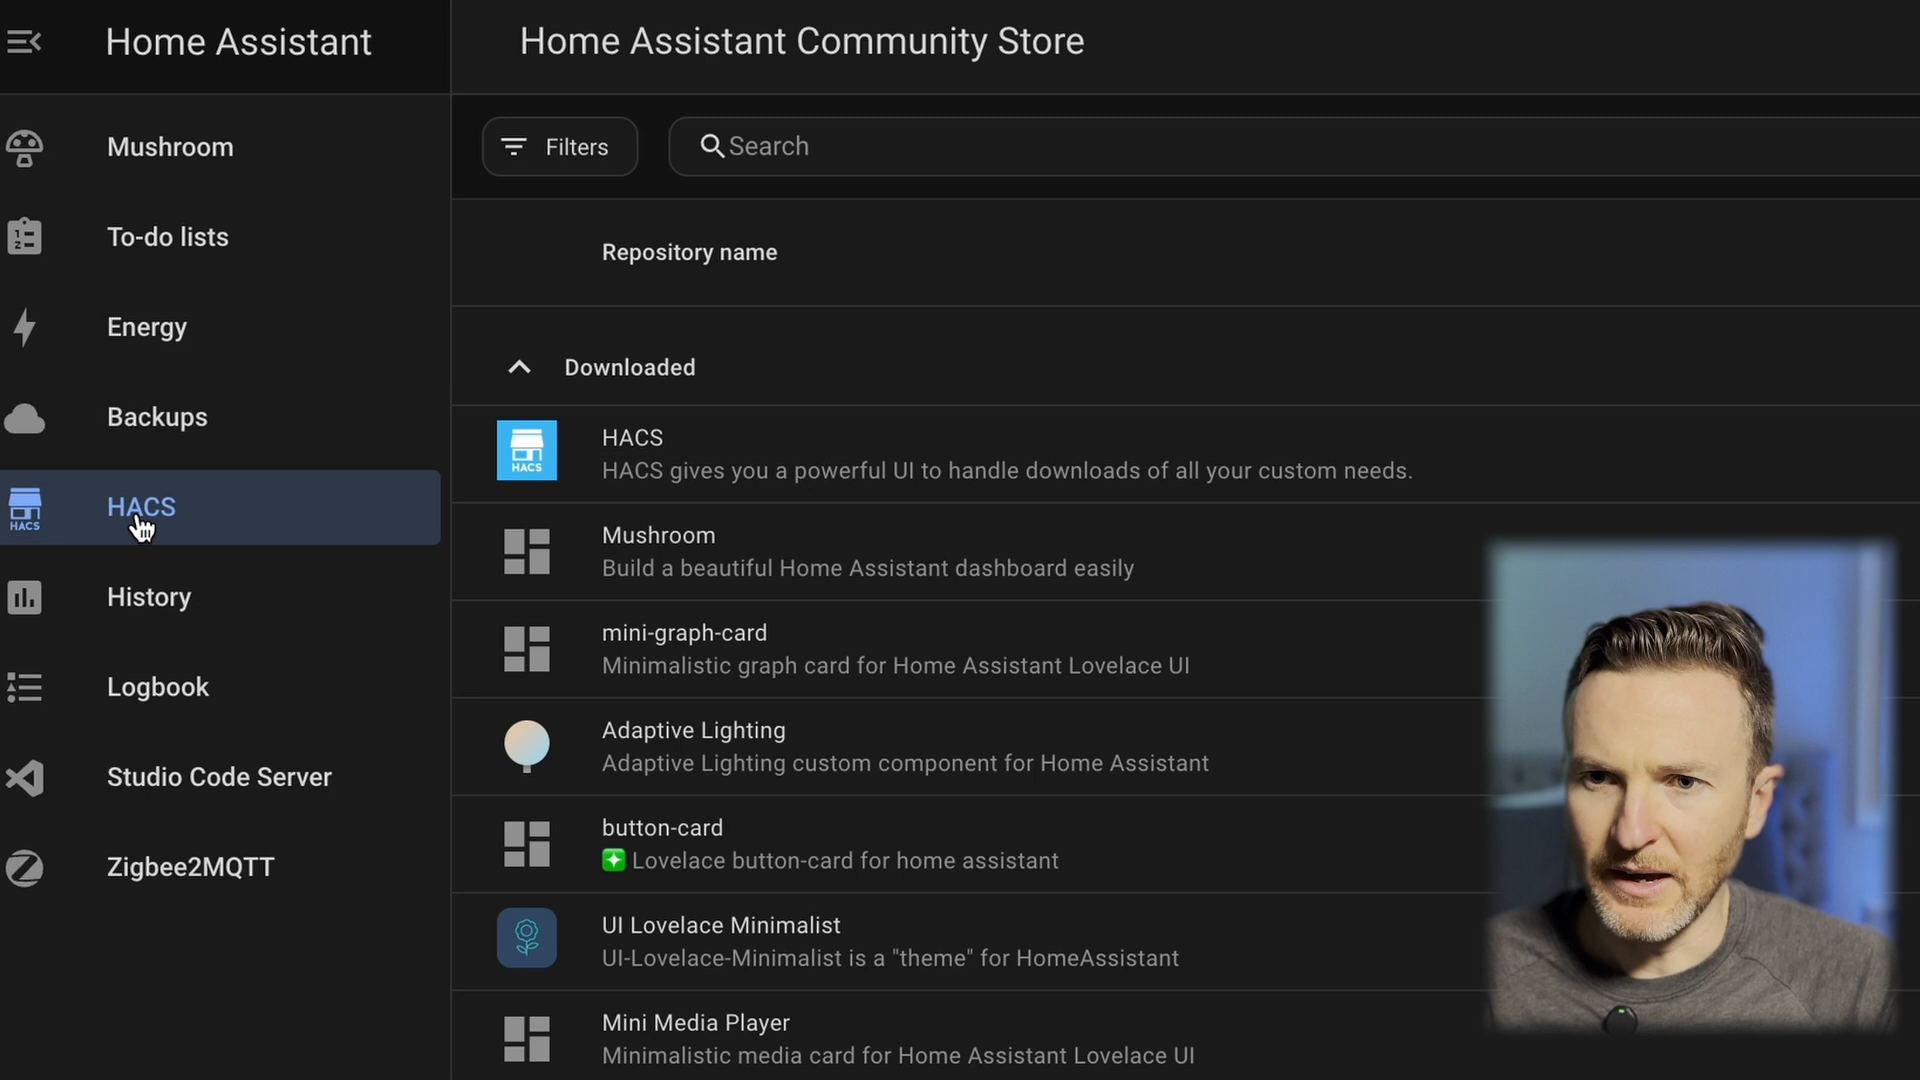 Home Assistant
Home Assistant Community Store
Mushroom
To-do lists
Energy
Backups
HACS
HACS
History
Logbook
Studio Code Server
Zigbee2MQTT
Filters
Search
Repository name
Downloaded
HACS
HACS
HACS gives you a powerful UI to handle downloads of all your custom needs.
Mushroom
Build a beautiful Home Assistant dashboard easily
mini-graph-card
Minimalistic graph card for Home Assistant Lovelace UI
Adaptive Lighting
Adaptive Lighting custom component for Home Assistant
button-card
❇️ Lovelace button-card for home assistant
UI Lovelace Minimalist
UI-Lovelace-Minimalist is a "theme" for HomeAssistant
Mini Media Player
Minimalistic media card for Home Assistant Lovelace UI